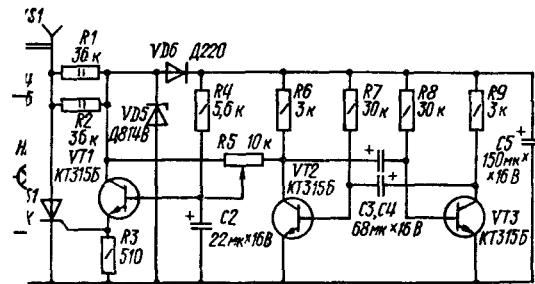 R1
36 к
R2
36 к
VT1
КТ315Б
VD6
Д220
VD5
Д814В
R4
5,6 к
R5 10 к
R6
3 к
R7
30 к
R8
30 к
R9
3 к
C5
150 мк×
×16 В
VT2
КТ315Б
C3, C4
68 мк×16 В
VT3
КТ315Б
C2
22 мк×16 В
R3
510